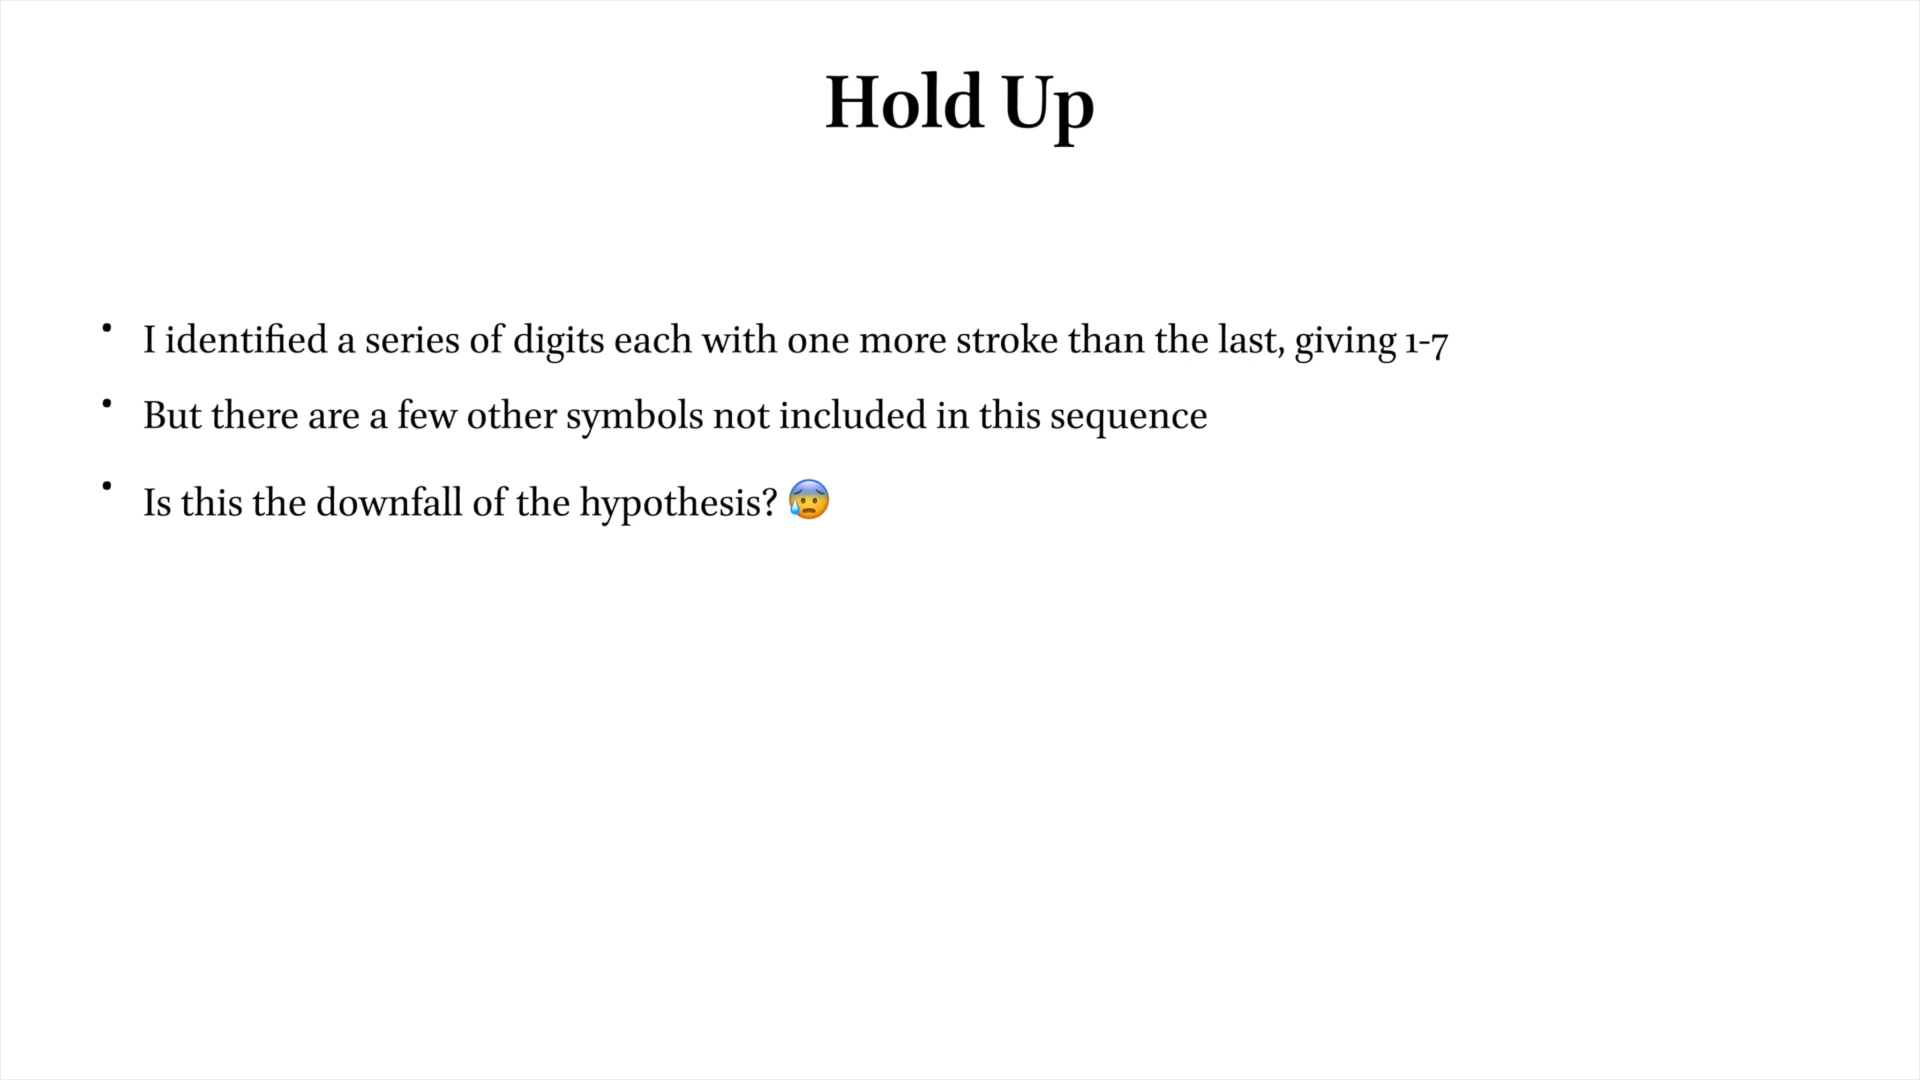 Hold Up
• I identified a series of digits each with one more stroke than the last, giving 1-7
• But there are a few other symbols not included in this sequence
• Is this the downfall of the hypothesis? 😰